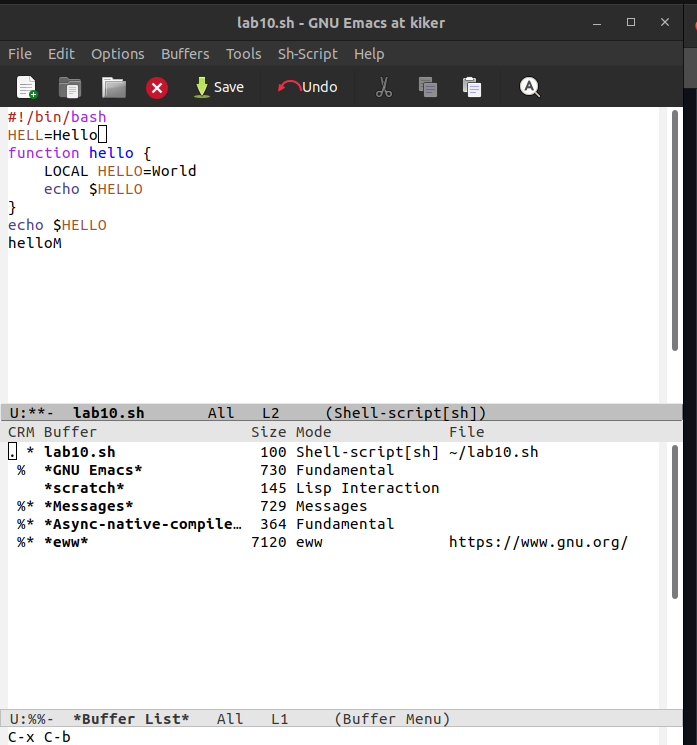 lab10.sh - GNU Emacs at kiker
File Edit Options Buffers Tools Sh-Script Help
Save Undo
#!/bin/bash
HELL=Hello
function hello {
    LOCAL HELLO=World
    echo $HELLO
}
echo $HELLO
helloM
U:**-  lab10.sh       All   L2     (Shell-script[sh])
CRM Buffer                 Size Mode             File
. * lab10.sh                100 Shell-script[sh] ~/lab10.sh
 %  *GNU Emacs*             730 Fundamental
    *scratch*               145 Lisp Interaction
 %* *Messages*              729 Messages
 %* *Async-native-compile…  364 Fundamental
 %* *eww*                  7120 eww              https://www.gnu.org/
U:%%-  *Buffer List*   All   L1     (Buffer Menu)
C-x C-b